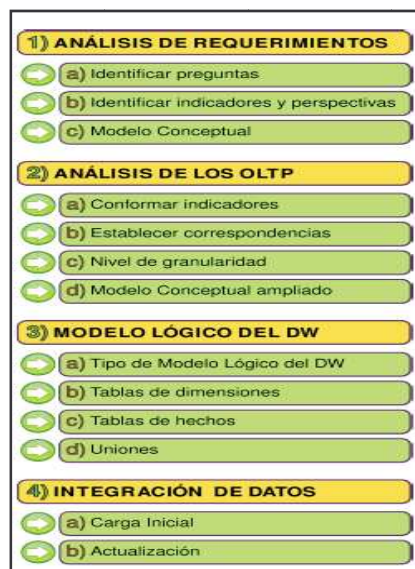 1) ANÁLISIS DE REQUERIMIENTOS
a) Identificar preguntas
b) Identificar indicadores y perspectivas
c) Modelo Conceptual
2) ANÁLISIS DE LOS OLTP
a) Conformar indicadores
b) Establecer correspondencias
c) Nivel de granularidad
d) Modelo Conceptual ampliado
3) MODELO LÓGICO DEL DW
a) Tipo de Modelo Lógico del DW
b) Tablas de dimensiones
c) Tablas de hechos
d) Uniones
4) INTEGRACIÓN DE DATOS
a) Carga Inicial
b) Actualización